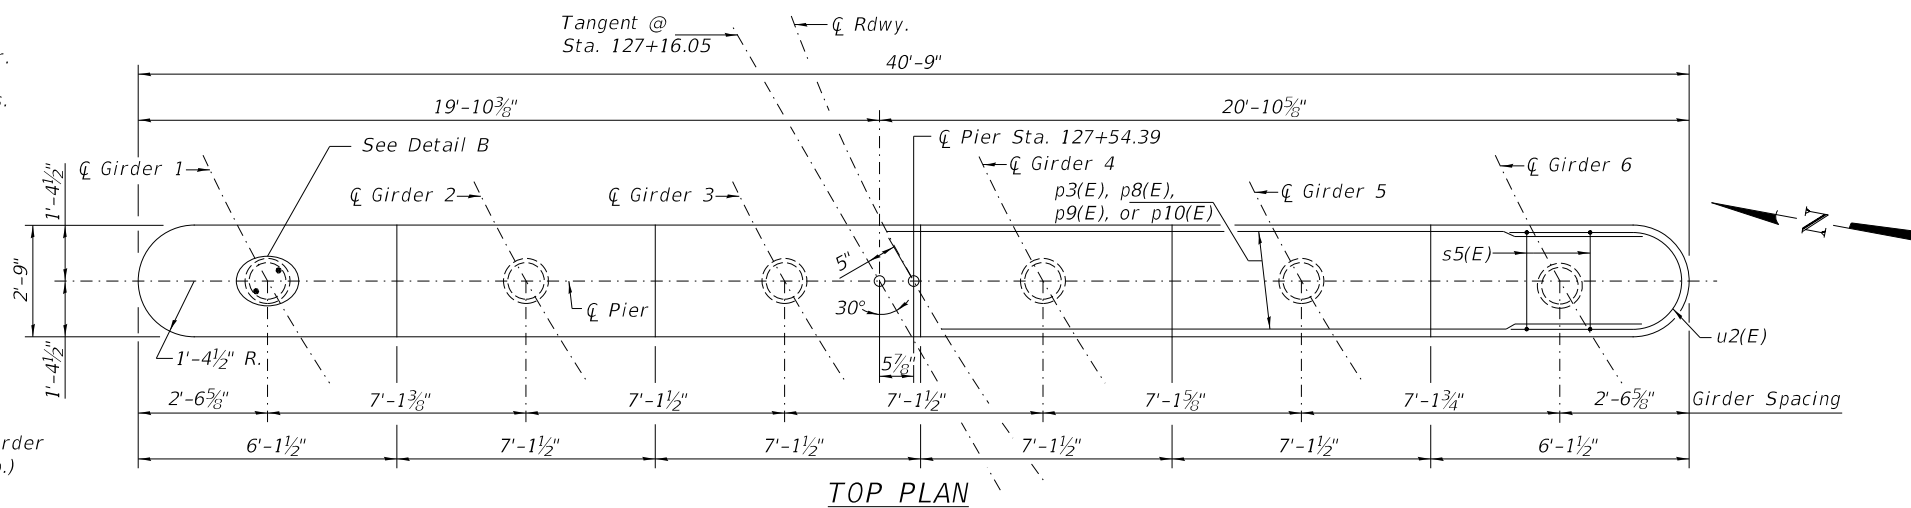 Tangent @
Sta. 127+16.05
℄ Rdwy.
r.
s.
40'-9"
19'-10⅜"
20'-10⅝"
See Detail B
℄ Pier Sta. 127+54.39
℄ Girder 1
℄ Girder 2
℄ Girder 3
℄ Girder 4
℄ Girder 5
℄ Girder 6
p3(E), p8(E),
p9(E), or p10(E)
1'-4½"
2'-9"
1'-4½"
5"
s5(E)
N
30°
℄ Pier
1'-4½" R.
5⅞"
u2(E)
2'-6⅝"
7'-1⅜"
7'-1½"
7'-1½"
7'-1⅝"
7'-1¾"
2'-6⅝"
Girder Spacing
rder
.)
6'-1½"
7'-1½"
7'-1½"
7'-1½"
7'-1½"
6'-1½"
TOP PLAN